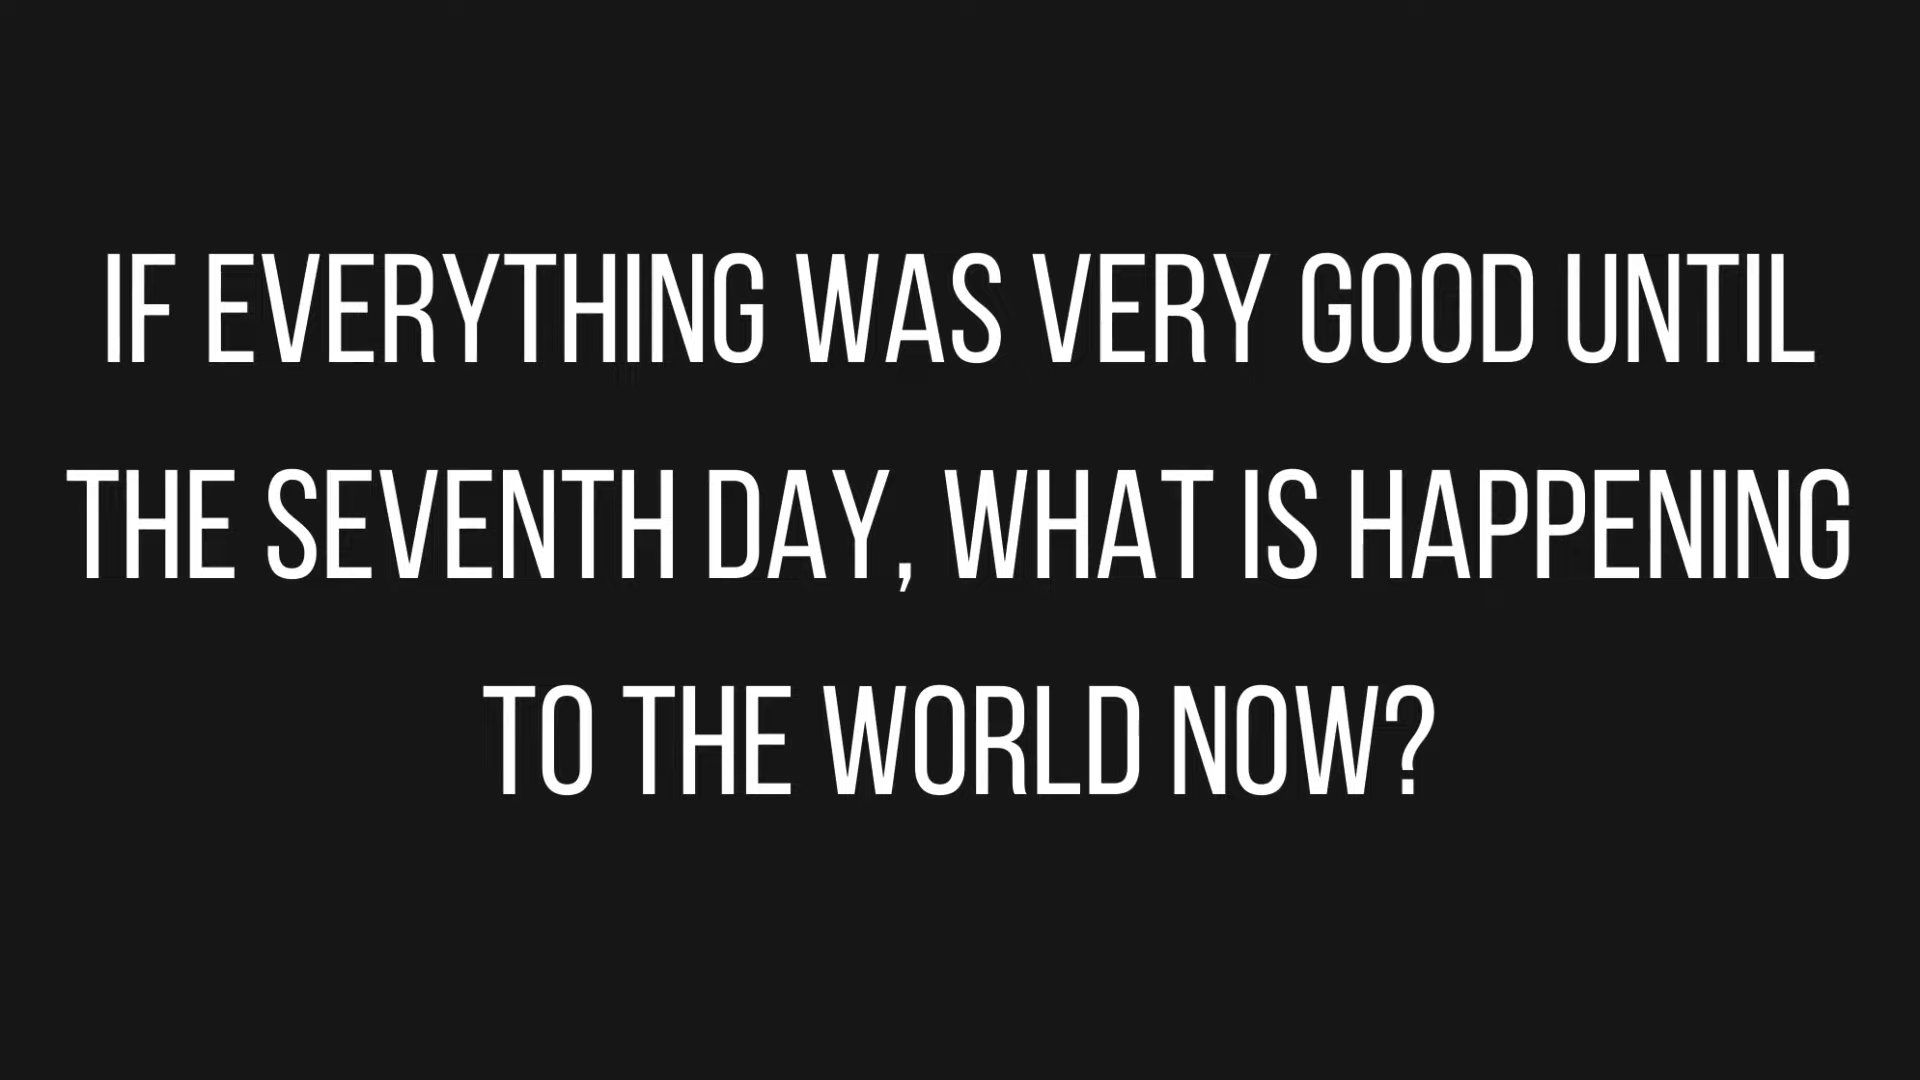 IF EVERYTHING WAS VERY GOOD UNTIL
THE SEVENTH DAY, WHAT IS HAPPENING
TO THE WORLD NOW?